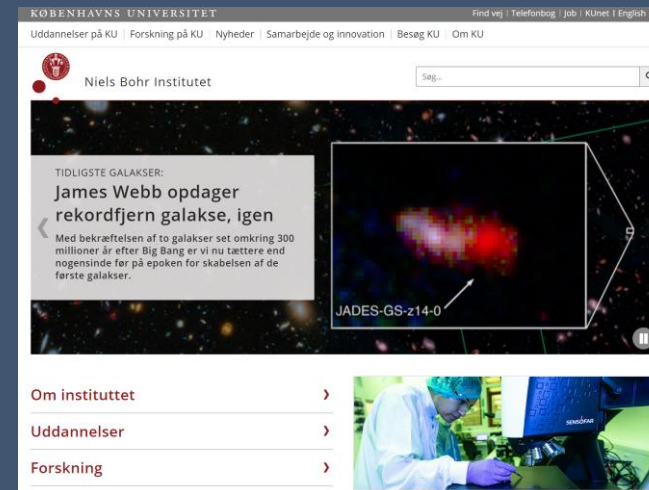 KØBENHAVNS UNIVERSITET
Find vej | Telefonbog | Job | KUnet | English
Uddannelser på KU | Forskning på KU | Nyheder | Samarbejde og innovation | Besøg KU | Om KU
Niels Bohr Institutet
Søg...
TIDLIGSTE GALAKSER:
James Webb opdager
rekordfjern galakse, igen
Med bekræftelsen af to galakser set omkring 300
millioner år efter Big Bang er vi nu tættere end
nogensinde før på epoken for skabelsen af de
første galakser.
JADES-GS-z14-0
Om instituttet
Uddannelser
Forskning
SENSOFAR